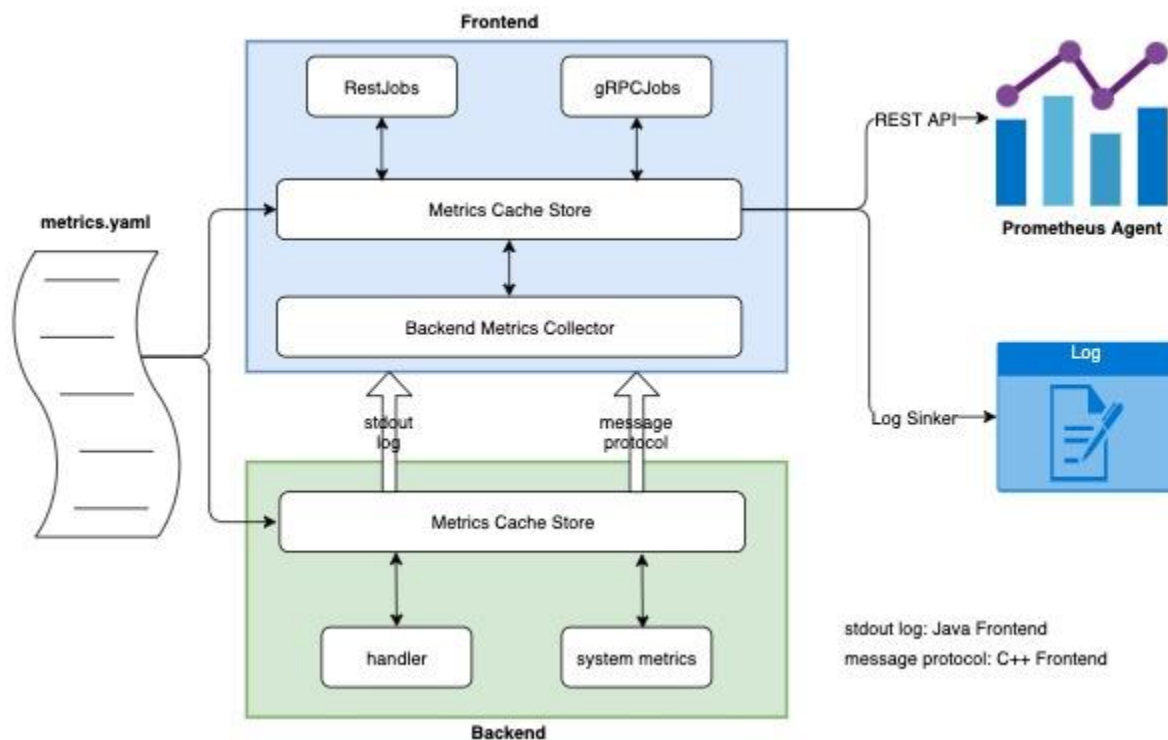 Frontend
RestJobs
gRPCJobs
REST API
metrics.yaml
Metrics Cache Store
Prometheus Agent
Backend Metrics Collector
Log
stdout
log
message
protocol
Log Sinker
Metrics Cache Store
handler
system metrics
stdout log: Java Frontend
message protocol: C++ Frontend
Backend